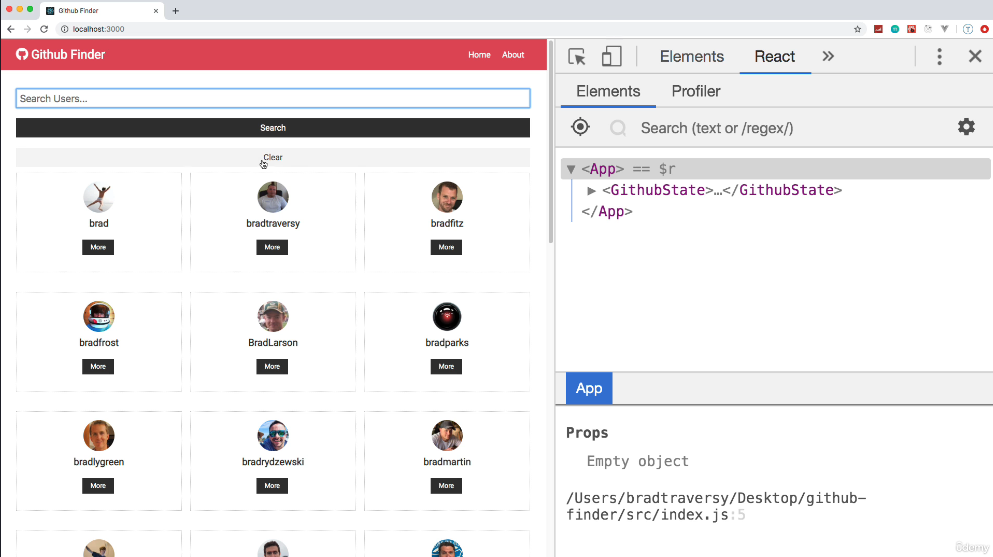 Github Finder
localhost:3000
Github Finder
Home
About
Search Users...
Search
Clear
brad
bradtraversy
bradfitz
More
More
More
bradfrost
BradLarson
bradparks
More
More
More
bradlygreen
bradrydzewski
bradmartin
More
More
More
Elements
React
Elements
Profiler
Search (text or /regex/)
<App> == $r
<GithubState>…</GithubState>
</App>
App
Props
Empty object
/Users/bradtraversy/Desktop/github-
finder/src/index.js:5
ûdemy